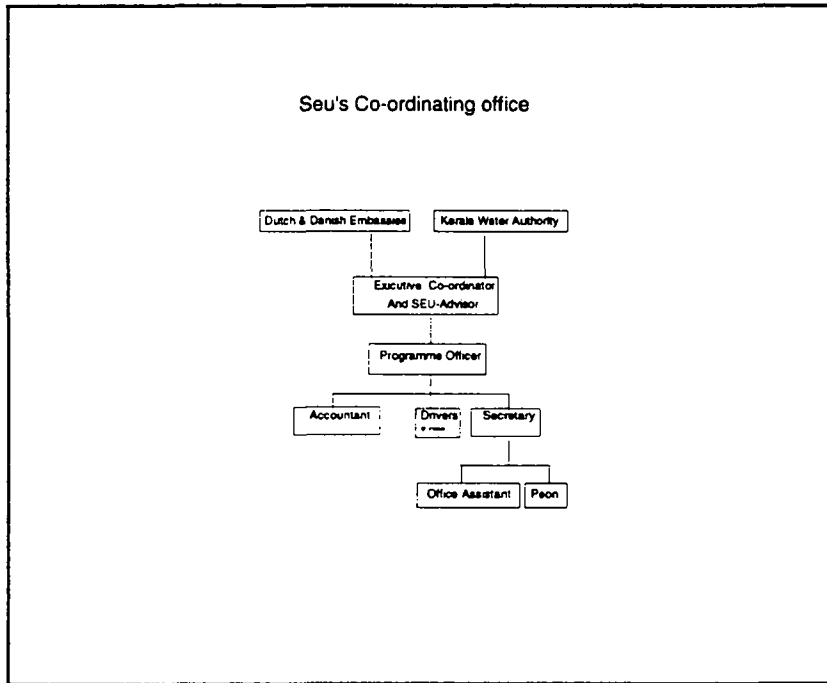 Seu's Co-ordinating office
Dutch & Danish Embassies
Kerala Water Authority
Executive Co-ordinator
And SEU-Advisor
Programme Officer
Accountant
Drivers
Secretary
Office Assistant
Peon